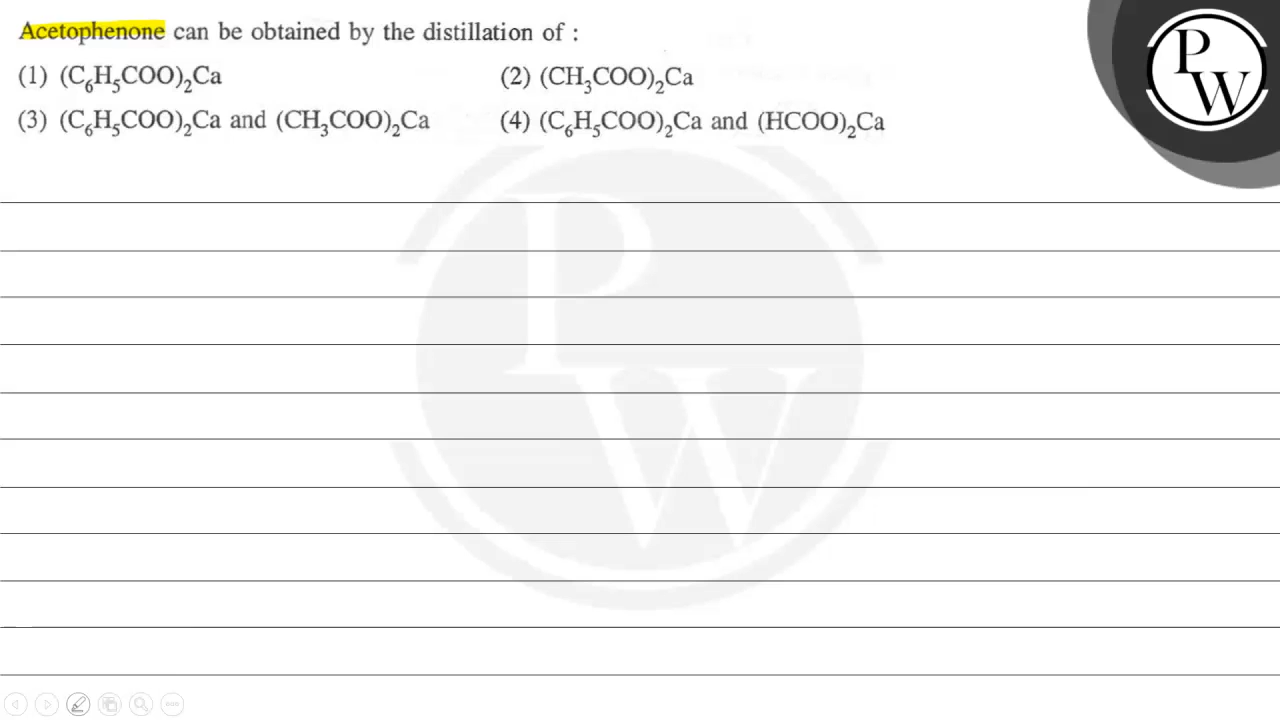 Acetophenone can be obtained by the distillation of :
(1) (C₆H₅COO)₂Ca (2) (CH₃COO)₂Ca
(3) (C₆H₅COO)₂Ca and (CH₃COO)₂Ca (4) (C₆H₅COO)₂Ca and (HCOO)₂Ca
P
W
P
W